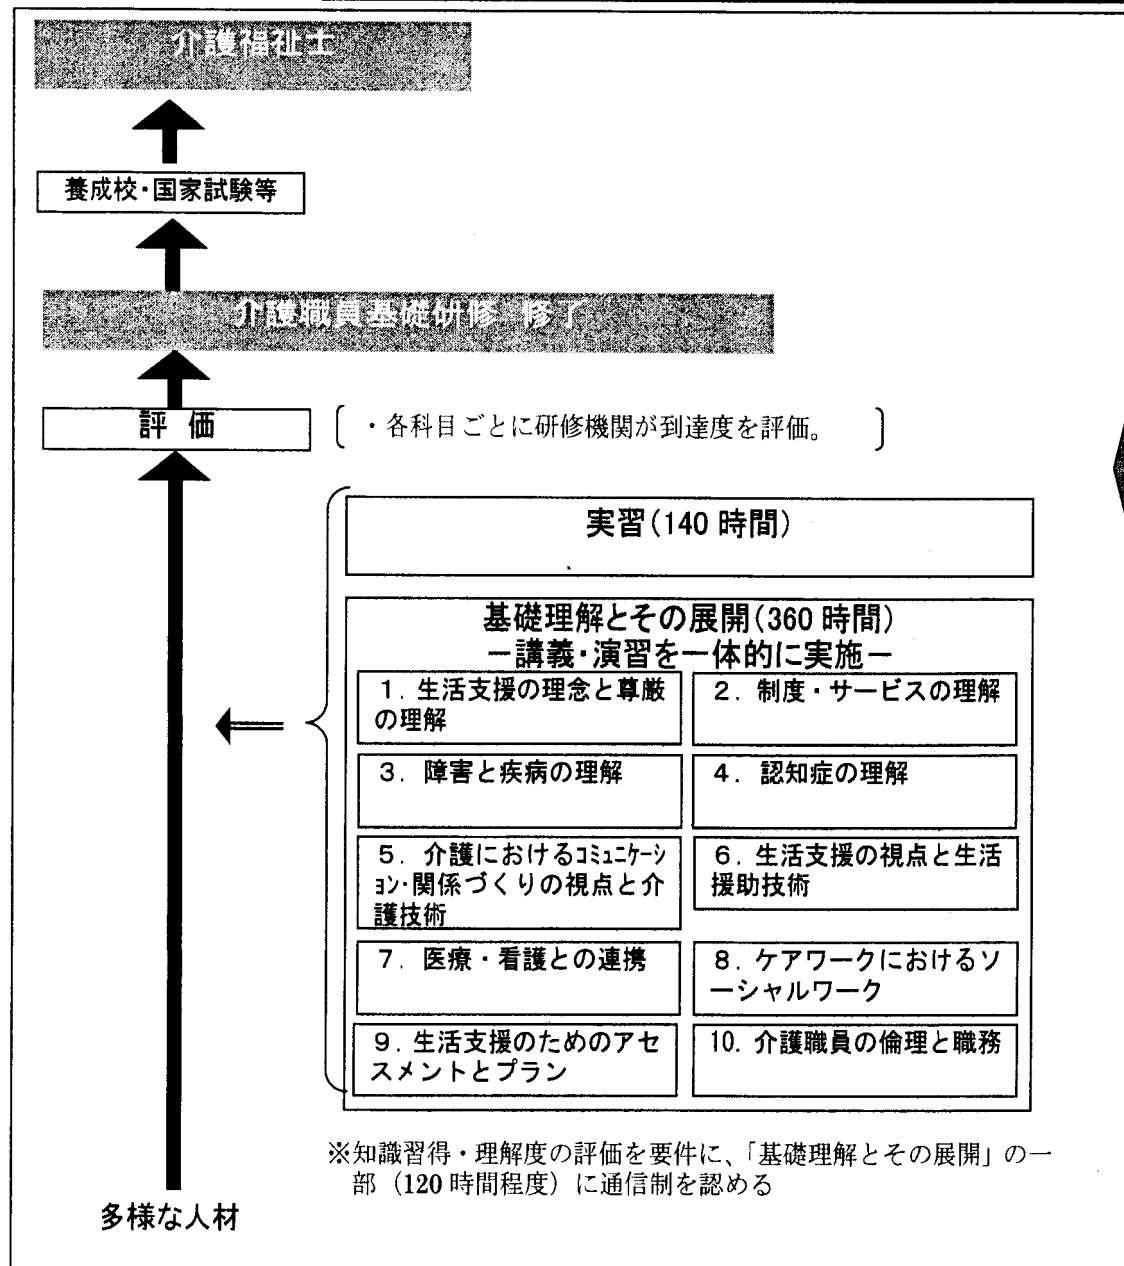 介護福祉士
養成校・国家試験等
介護職員基礎研修 修了
評 価
・各科目ごとに研修機関が到達度を評価。
実習(140時間)
基礎理解とその展開(360時間)
－講義・演習を一体的に実施－
1．生活支援の理念と尊厳
の理解
2．制度・サービスの理解
3．障害と疾病の理解
4．認知症の理解
5．介護におけるｺﾐｭﾆｹｰｼ
ｮﾝ・関係づくりの視点と介
護技術
6．生活支援の視点と生活
援助技術
7．医療・看護との連携
8．ケアワークにおけるソ
ーシャルワーク
9．生活支援のためのアセ
スメントとプラン
10．介護職員の倫理と職務
※知識習得・理解度の評価を要件に、「基礎理解とその展開」の一
部（120時間程度）に通信制を認める
多様な人材